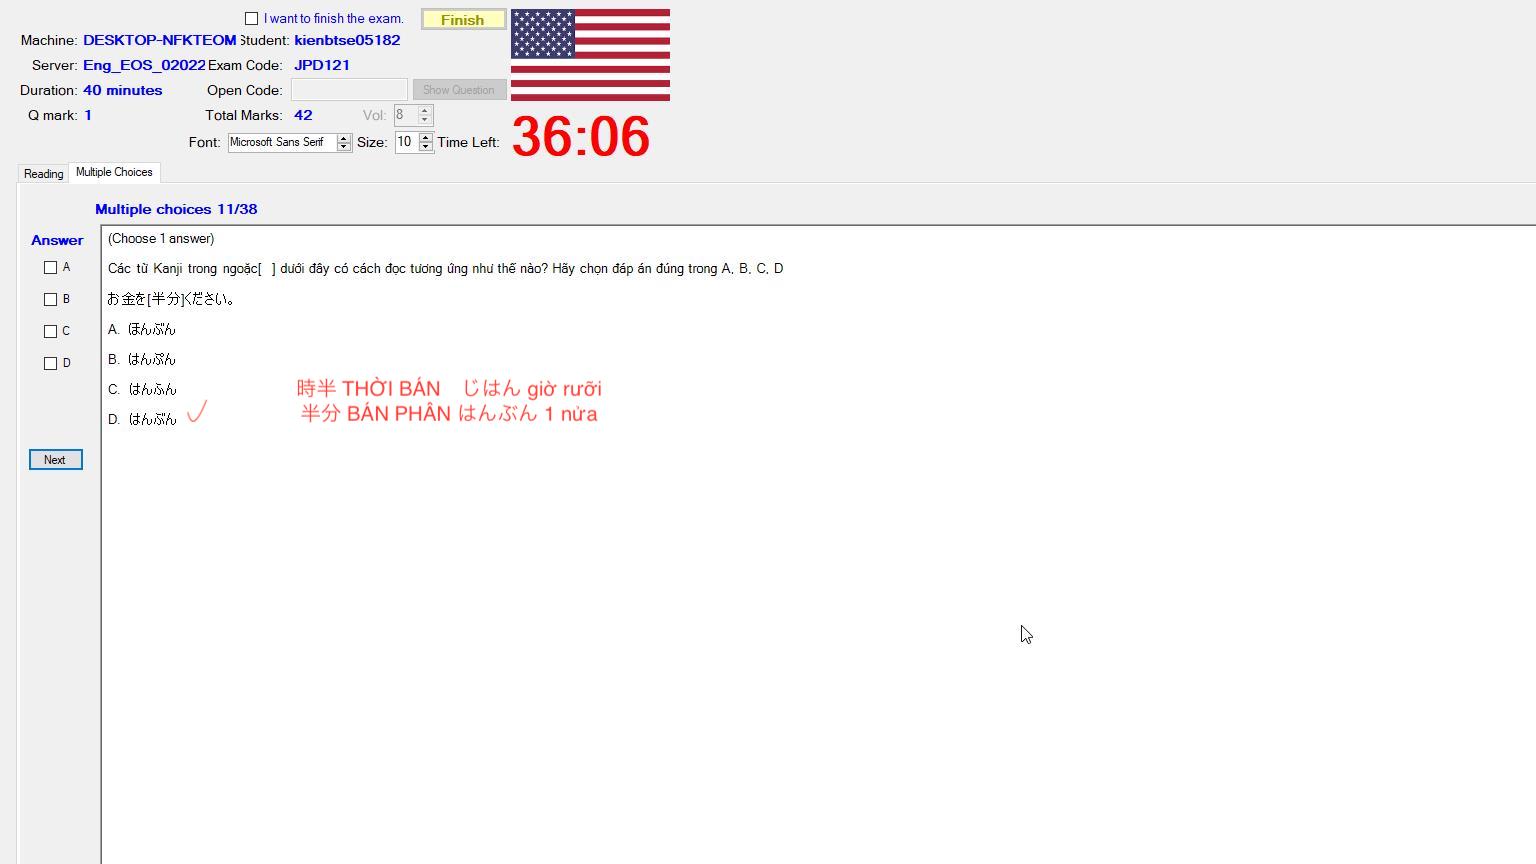 I want to finish the exam.
Finish
Machine: DESKTOP-NFKTEOM Student: kienbtse05182
Server: Eng_EOS_02022 Exam Code: JPD121
Duration: 40 minutes Open Code: Show Question
Q mark: 1 Total Marks: 42 Vol: 8
Font: Microsoft Sans Serif Size: 10 Time Left: 36:06
Reading Multiple Choices
Multiple choices 11/38
Answer
A
B
C
D
Next
(Choose 1 answer)
Các từ Kanji trong ngoặc[ ] dưới đây có cách đọc tương ứng như thế nào? Hãy chọn đáp án đúng trong A, B, C, D
お金を[半分]ください。
A. ほんぶん
B. はんぷん
C. はんふん
D. はんぶん
時半 THỜI BÁN じはん giờ rưỡi
半分 BÁN PHÂN はんぶん 1 nửa